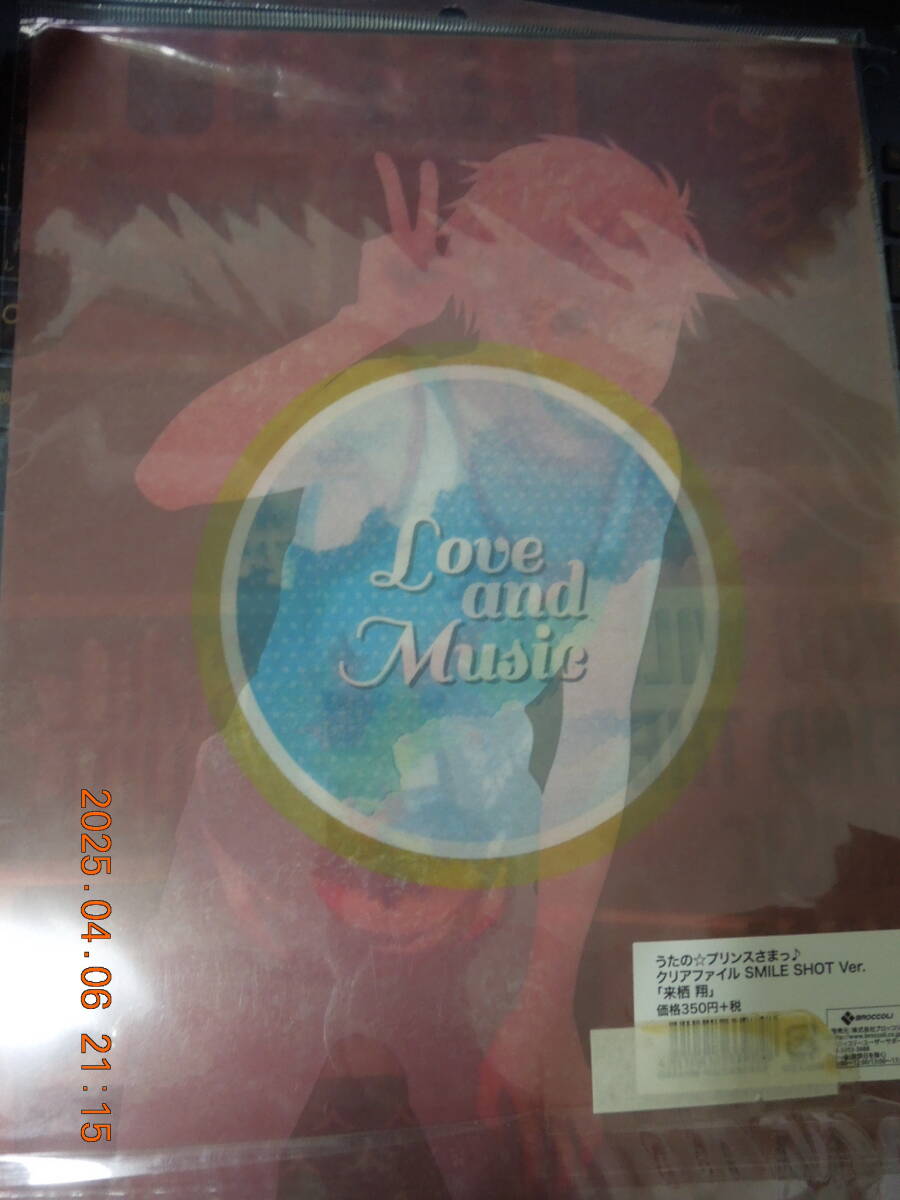 Love
and
Music
うたの☆プリンスさまっ♪
クリアファイル SMILE SHOT Ver.
「来栖 翔」
価格350円+税
BROCCOLI
2025.04.06 21:15